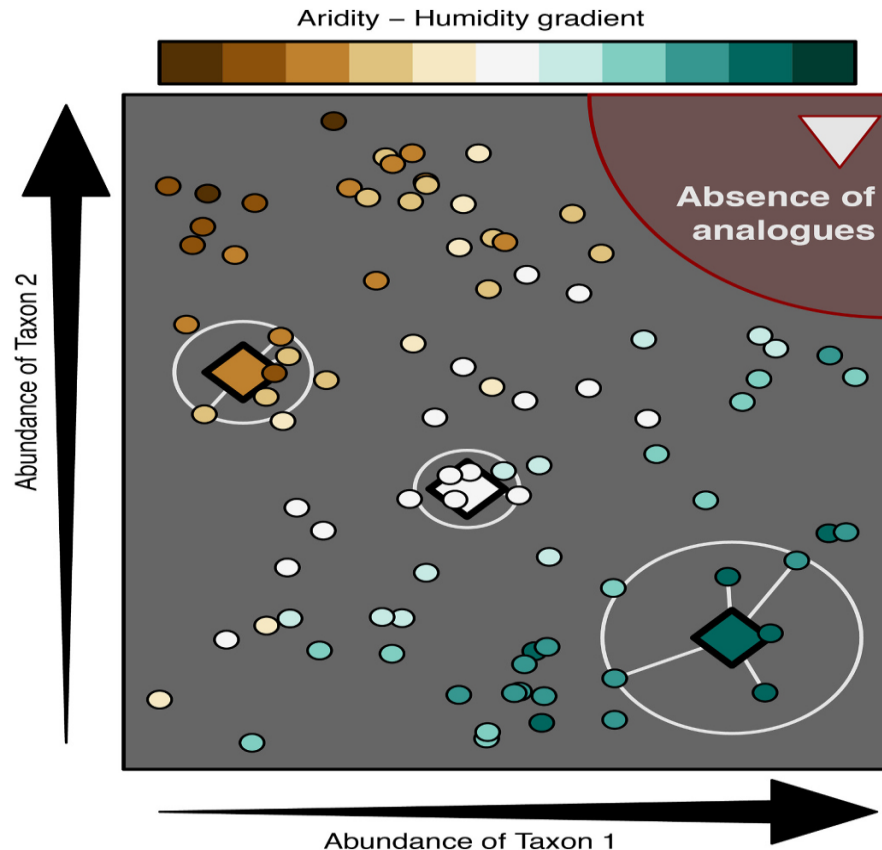 Aridity – Humidity gradient
Absence of
analogues
Abundance of Taxon 2
Abundance of Taxon 1